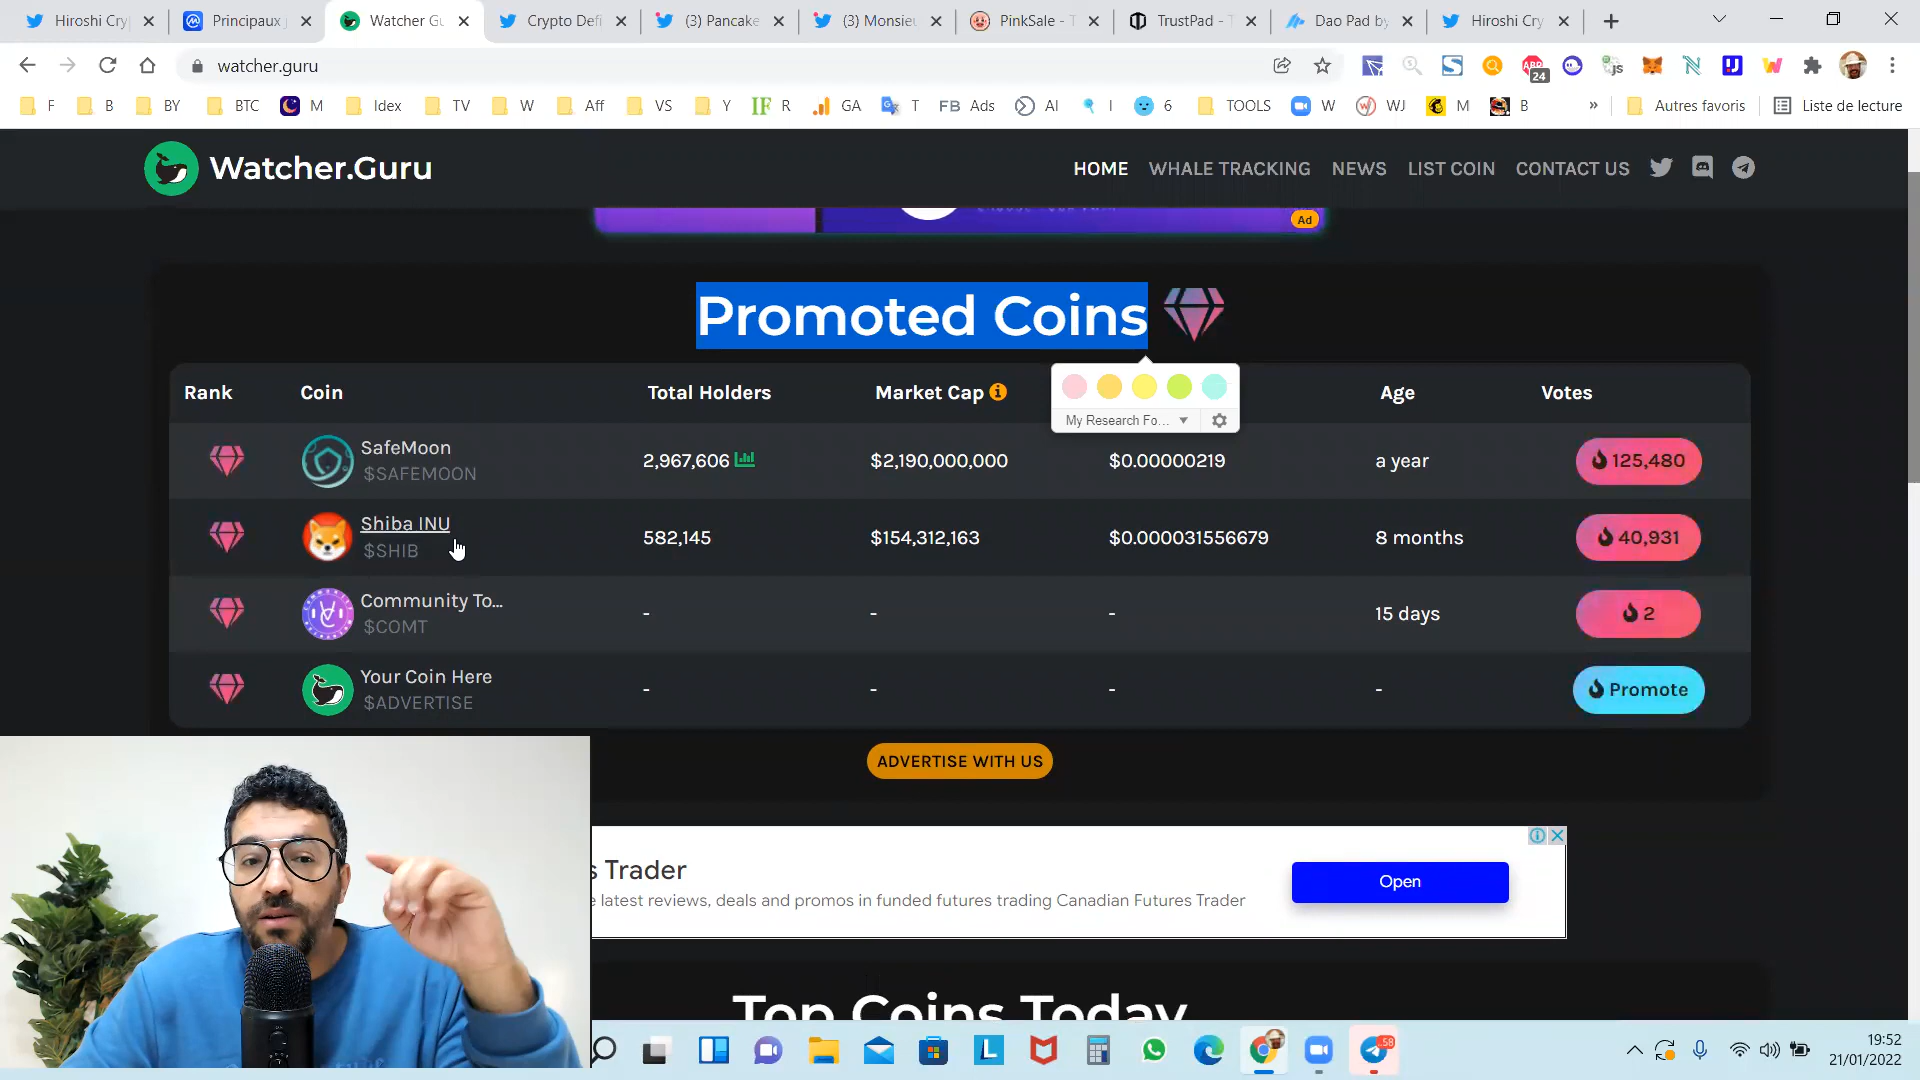 Hiroshi Cry
Principaux
Watcher Gu
Crypto Defi
(3) Pancake
(3) Monsieu
PinkSale - T
TrustPad - T
Dao Pad by
Hiroshi Cry
watcher.guru
24
F B BY BTC M Idex TV W Aff VS Y IF R GA T FB Ads AI I 6 TOOLS W WJ M B » Autres favoris Liste de lecture
Watcher.Guru
HOME WHALE TRACKING NEWS LIST COIN CONTACT US
Ad
Promoted Coins
My Research Fo...
Rank Coin Total Holders Market Cap Age Votes
SafeMoon
$SAFEMOON
2,967,606 $2,190,000,000 $0.00000219 a year 125,480
Shiba INU
$SHIB
582,145 $154,312,163 $0.000031556679 8 months 40,931
Community To...
$COMT
- - - 15 days 2
Your Coin Here
$ADVERTISE
- - - - Promote
ADVERTISE WITH US
s Trader
e latest reviews, deals and promos in funded futures trading Canadian Futures Trader
Open
Top Coins Today
58
19:52
21/01/2022